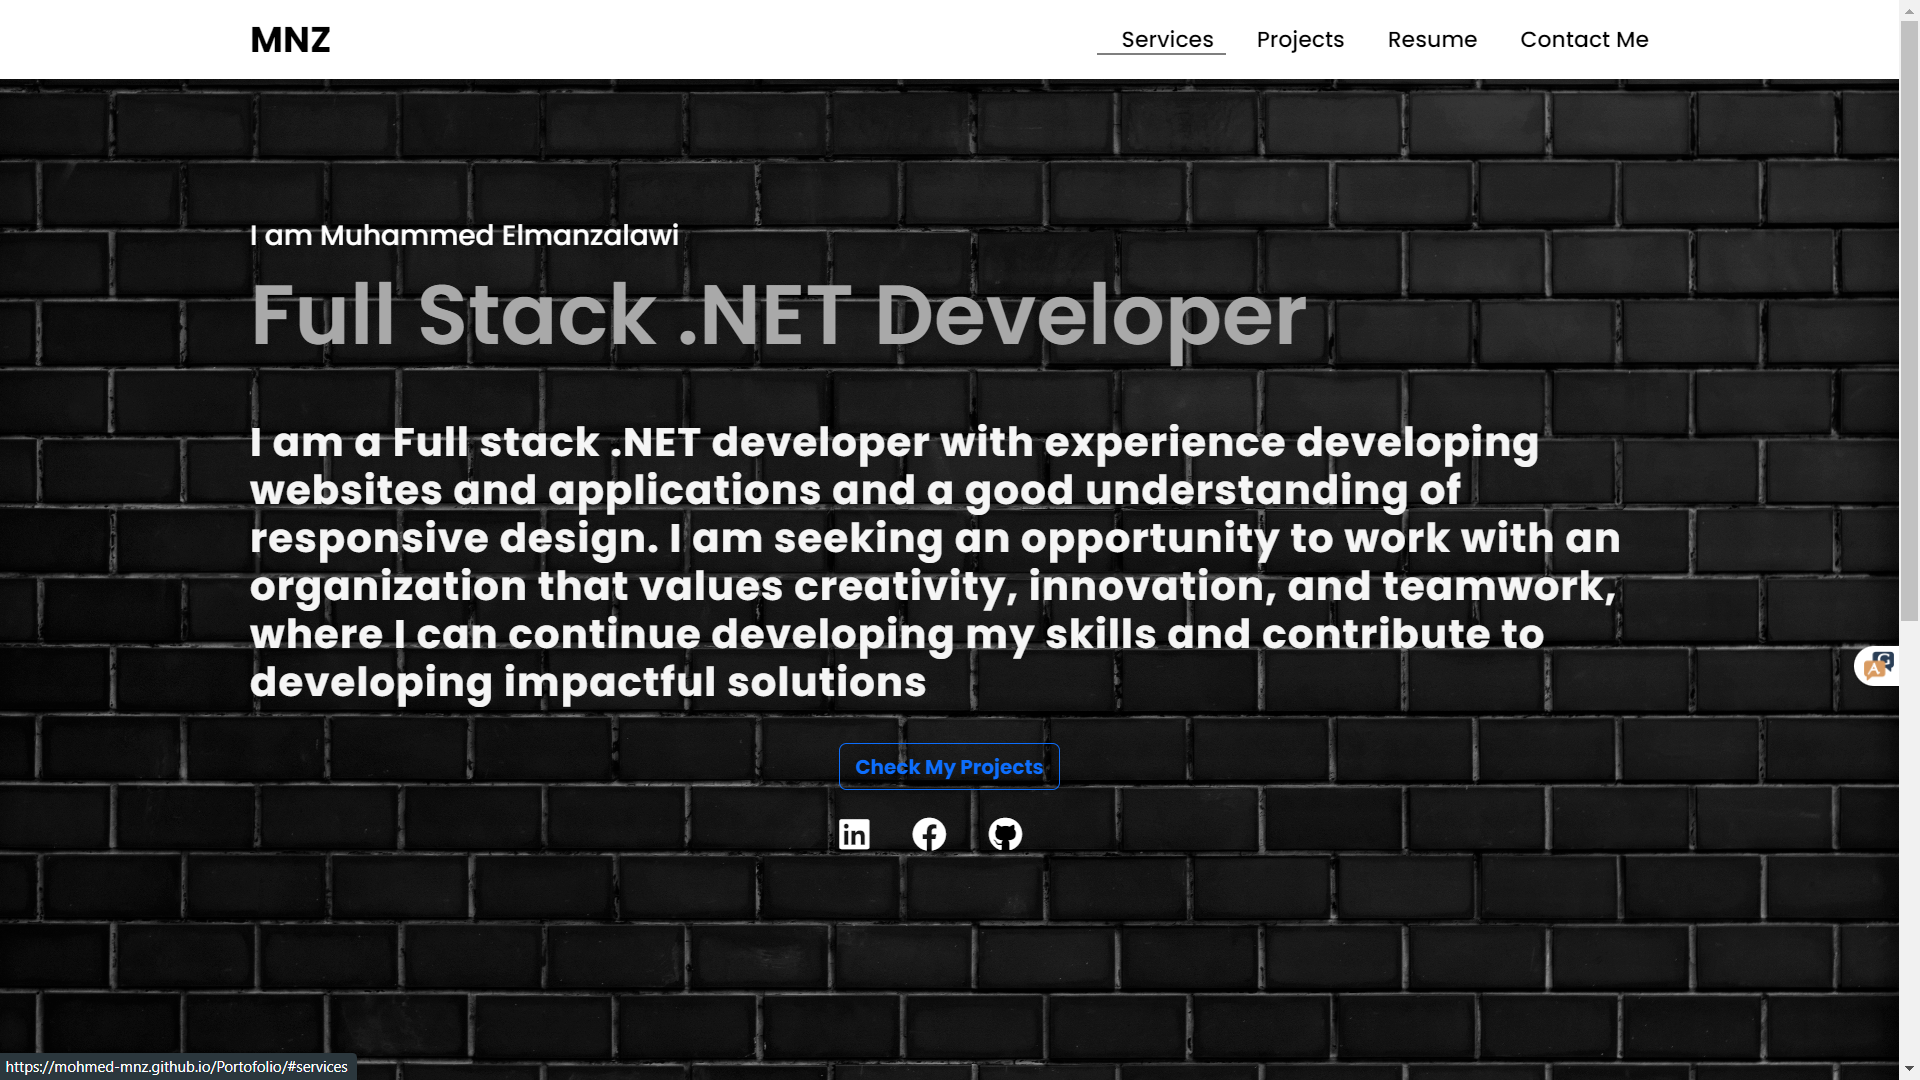 MNZ
Services
Projects
Resume
Contact Me
I am Muhammed Elmanzalawi
Full Stack .NET Developer
I am a Full stack .NET developer with experience developing
websites and applications and a good understanding of
responsive design. I am seeking an opportunity to work with an
organization that values creativity, innovation, and teamwork,
where I can continue developing my skills and contribute to
developing impactful solutions
Check My Projects
in
A
G
https://mohmed-mnz.github.io/Portofolio/#services